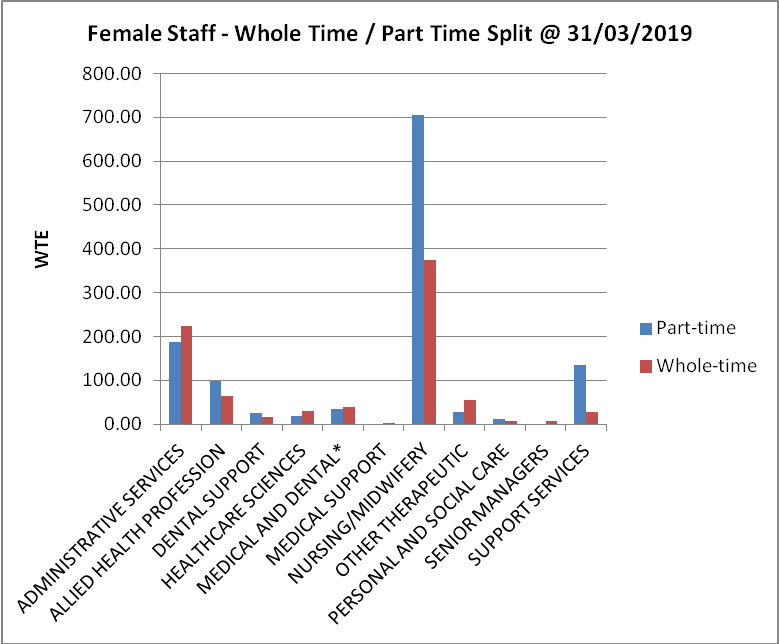 Female Staff - Whole Time / Part Time Split @ 31/03/2019
800.00
700.00
600.00
500.00
400.00
300.00
200.00
100.00
0.00
WTE
ADMINISTRATIVE SERVICES
ALLIED HEALTH PROFESSION
DENTAL SUPPORT
HEALTHCARE SCIENCES
MEDICAL AND DENTAL*
MEDICAL SUPPORT
NURSING/MIDWIFERY
OTHER THERAPEUTIC
PERSONAL AND SOCIAL CARE
SENIOR MANAGERS
SUPPORT SERVICES
Part-time
Whole-time